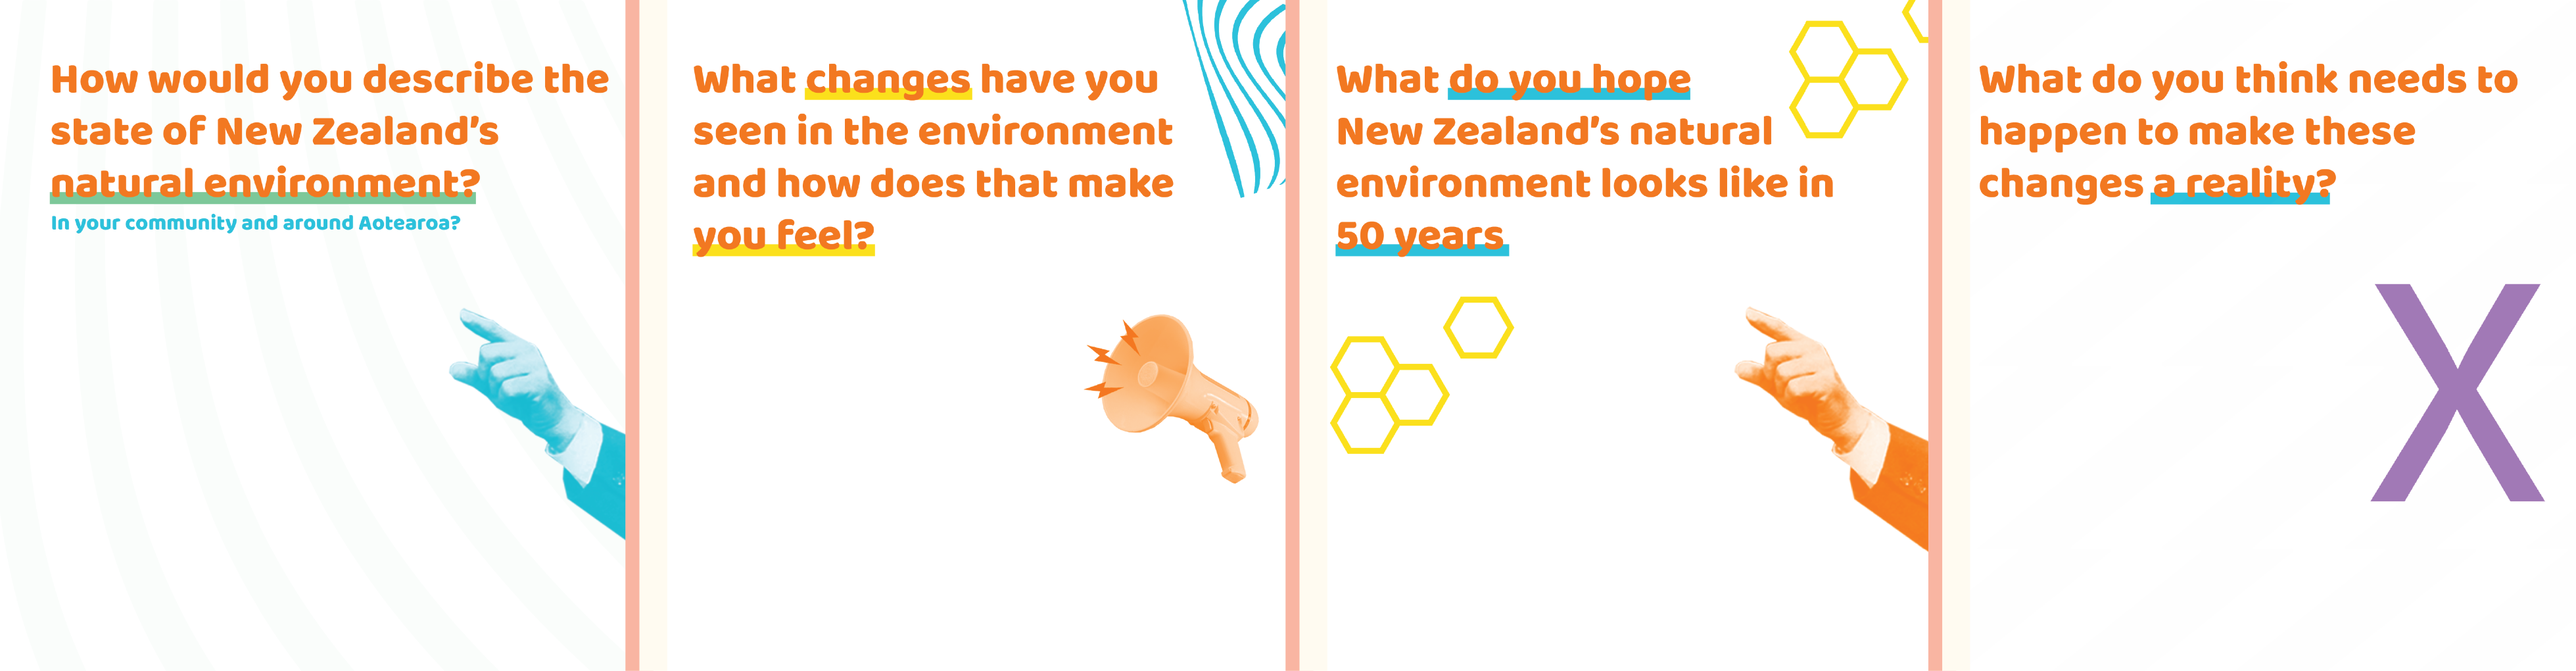 How would you describe the
state of New Zealand's
natural environment?
In your community and around Aotearoa?
What changes have you
seen in the environment
and how does that make
you feel?
What do you hope
New Zealand's natural
environment looks like in
50 years
What do you think needs to
happen to make these
changes a reality?
X